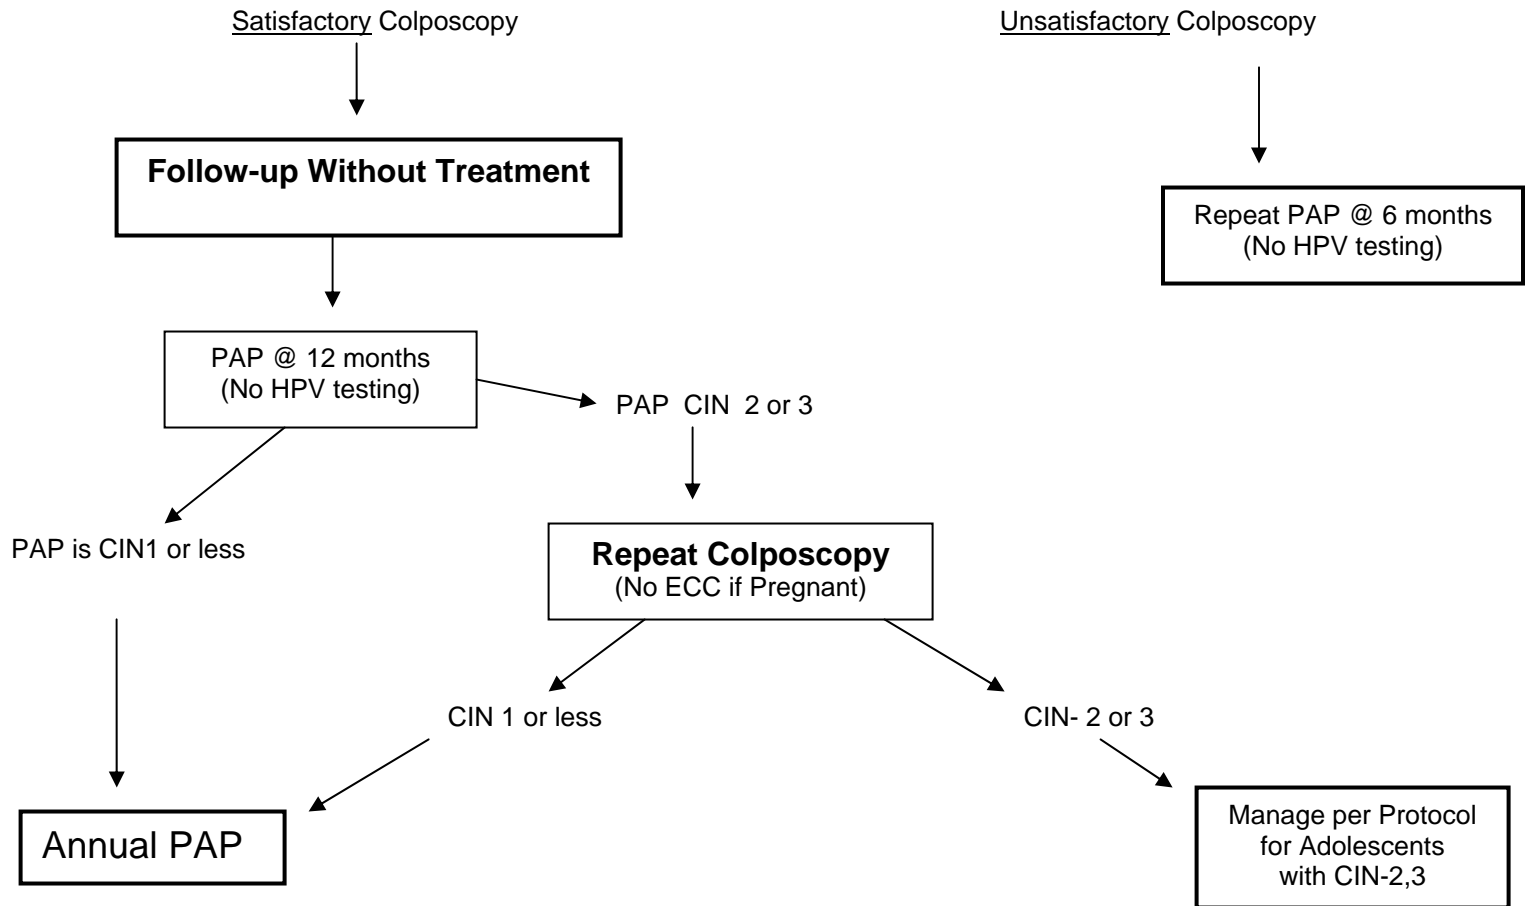 Satisfactory Colposcopy
Unsatisfactory Colposcopy
Follow-up Without Treatment
Repeat PAP @ 6 months
(No HPV testing)
PAP @ 12 months
(No HPV testing)
PAP CIN 2 or 3
PAP is CIN1 or less
Repeat Colposcopy
(No ECC if Pregnant)
CIN 1 or less
CIN- 2 or 3
Annual PAP
Manage per Protocol
for Adolescents
with CIN-2,3